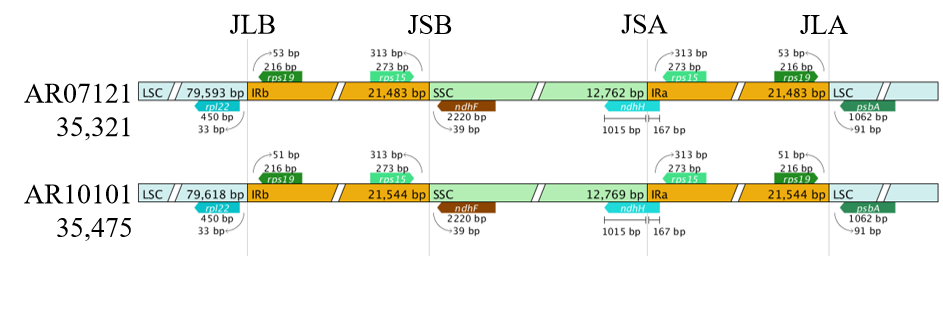 JLB JSB JSA JLA
53 bp 313 bp 313 bp 53 bp
216 bp 273 bp 273 bp 216 bp
rps19 rps15 rps15 rps19
AR07121 LSC 79,593 bp IRb 21,483 bp SSC 12,762 bp IRa 21,483 bp LSC
rpl22 ndhF ndhH psbA
35,321 450 bp 2220 bp 1015 bp 167 bp 1062 bp
33 bp 39 bp 91 bp
51 bp 313 bp 313 bp 51 bp
216 bp 273 bp 273 bp 216 bp
rps19 rps15 rps15 rps19
AR10101 LSC 79,618 bp IRb 21,544 bp SSC 12,769 bp IRa 21,544 bp LSC
rpl22 ndhF ndhH psbA
35,475 450 bp 2220 bp 1015 bp 167 bp 1062 bp
33 bp 39 bp 91 bp